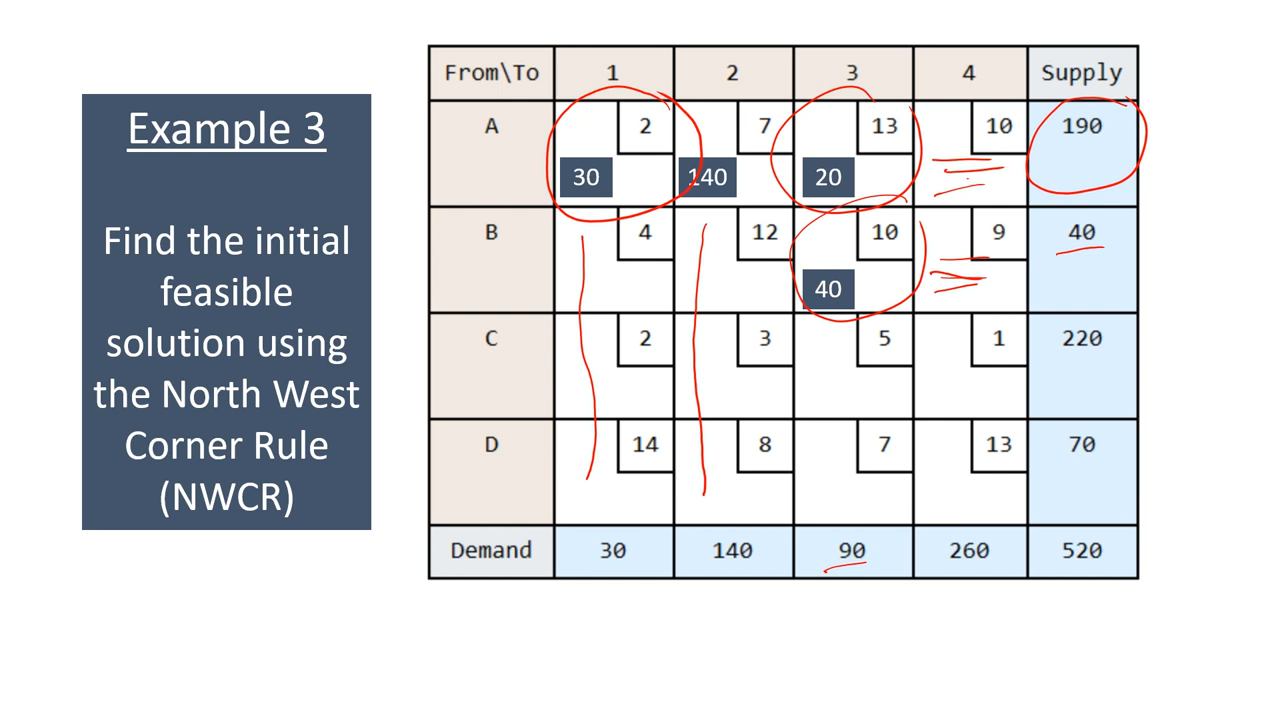 Example 3
Find the initial
feasible
solution using
the North West
Corner Rule
(NWCR)
From\To 1 2 3 4 Supply
A 2 7 13 10 190
30 140 20
B 4 12 10 9 40
40
C 2 3 5 1 220
D 14 8 7 13 70
Demand 30 140 90 260 520